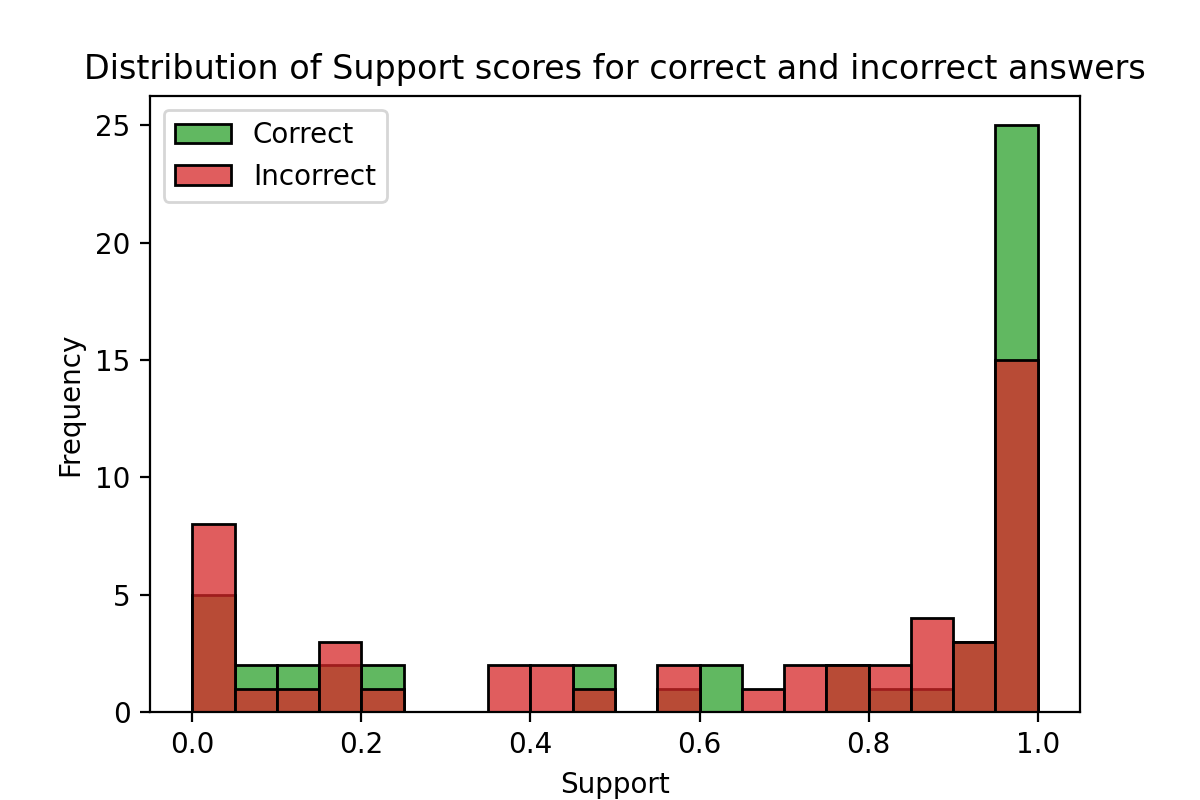 Distribution of Support scores for correct and incorrect answers
Correct
Incorrect
25
20
15
10
5
0
Frequency
0.0 0.2 0.4 0.6 0.8 1.0
Support